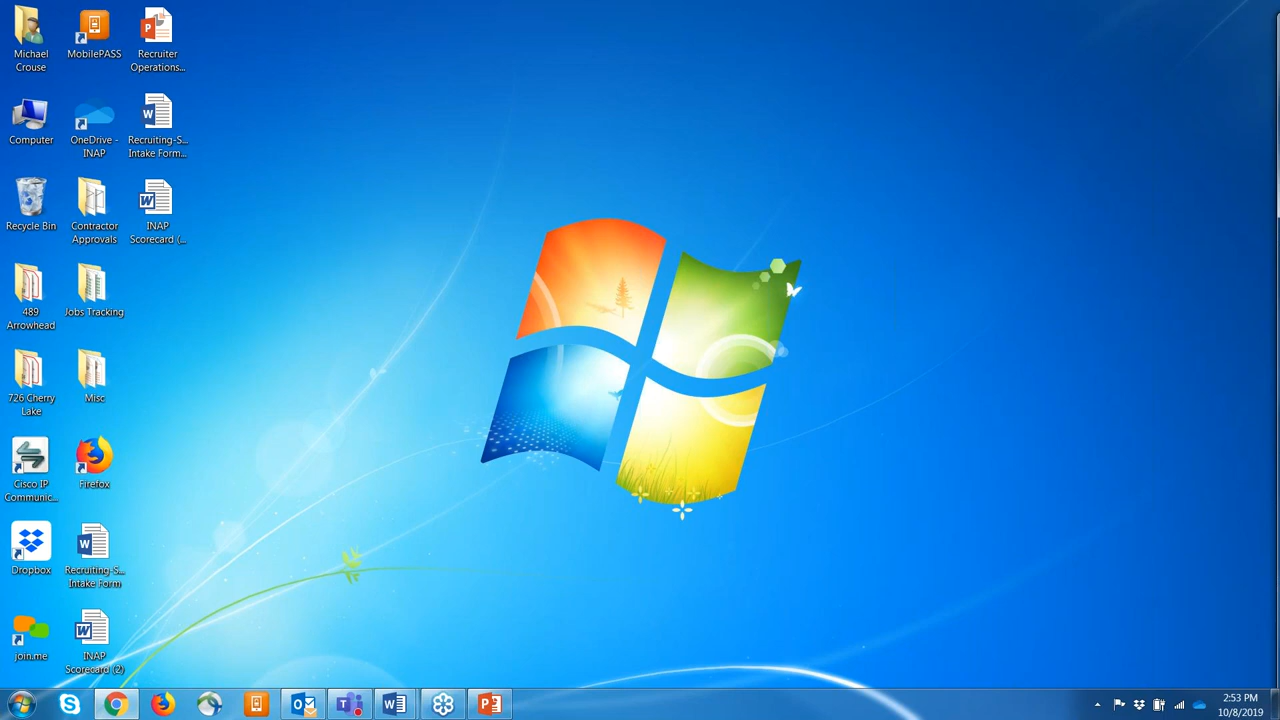 Michael
Crouse
MobilePASS
Recruiter
Operations...
Computer
OneDrive -
INAP
Recruiting-S...
Intake Form...
Recycle Bin
Contractor
Approvals
INAP
Scorecard (...
489
Arrowhead
Jobs Tracking
726 Cherry
Lake
Misc
Cisco IP
Communic...
Firefox
Dropbox
Recruiting-S...
Intake Form
join.me
INAP
Scorecard (2)
2:53 PM
10/8/2019